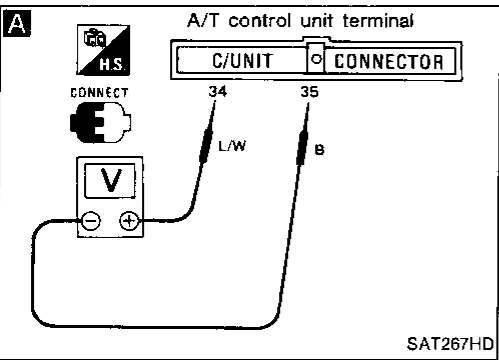 A
A/T control unit terminal
H.S.
C/UNIT CONNECTOR
CONNECT
34 35
L/W B
V
− +
SAT267HD